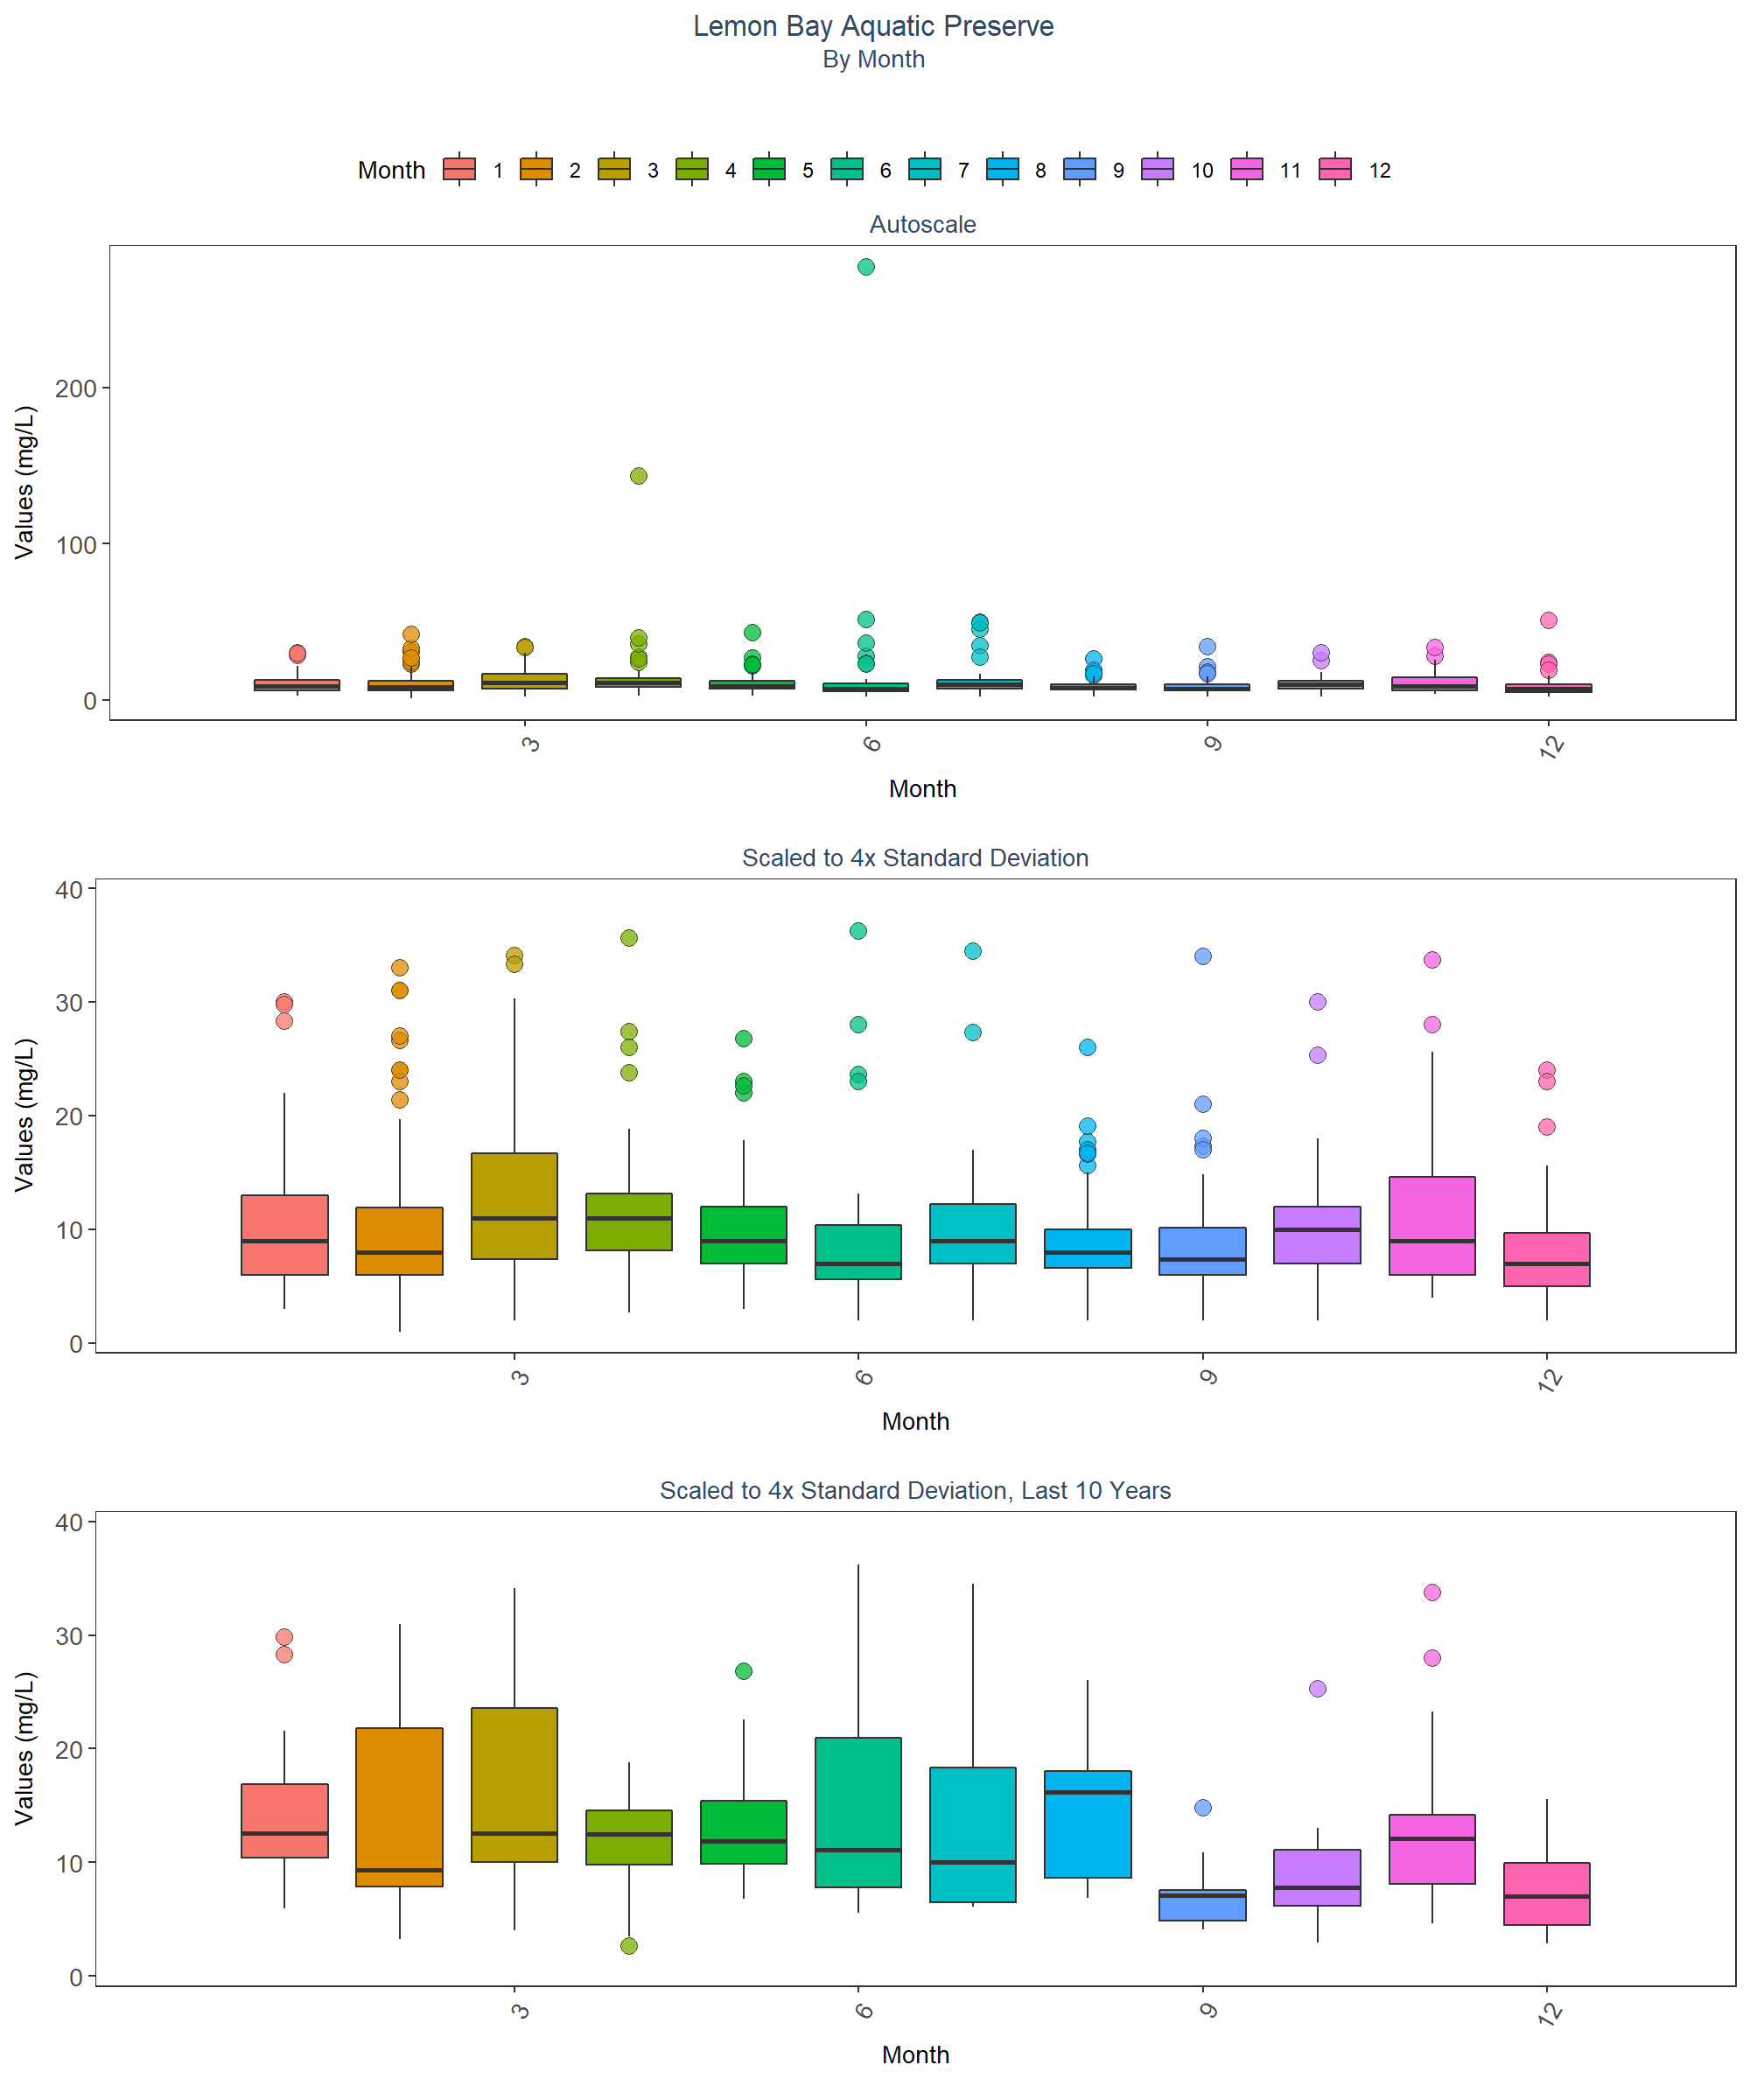 Lemon Bay Aquatic Preserve
By Month
Month 1 2 3 4 5 6 7 8 9 10 11 12
Autoscale
Values (mg/L)
200
100
0
3 6 9 12
Month
Scaled to 4x Standard Deviation
Values (mg/L)
40
30
20
10
0
3 6 9 12
Month
Scaled to 4x Standard Deviation, Last 10 Years
Values (mg/L)
40
30
20
10
0
3 6 9 12
Month